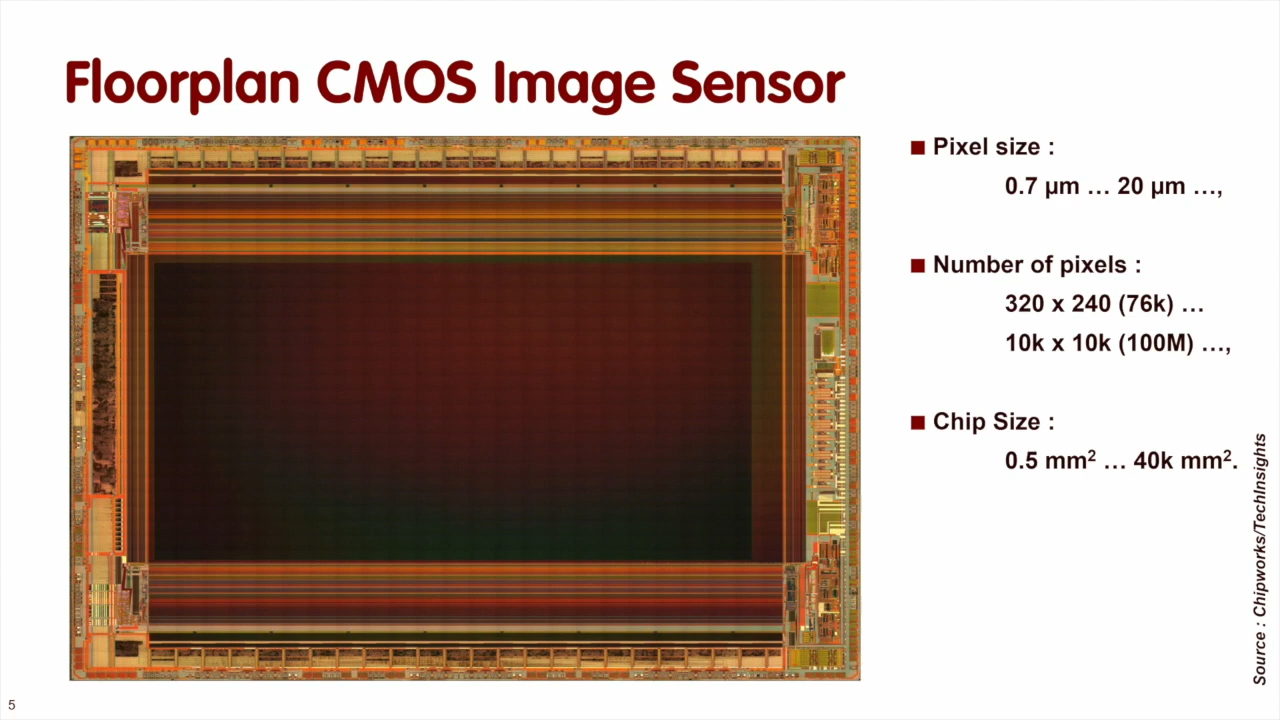 Floorplan CMOS Image Sensor
Pixel size :
0.7 µm … 20 µm …,
Number of pixels :
320 x 240 (76k) …
10k x 10k (100M) …,
Chip Size :
0.5 mm² … 40k mm².
Source : Chipworks/TechInsights
5